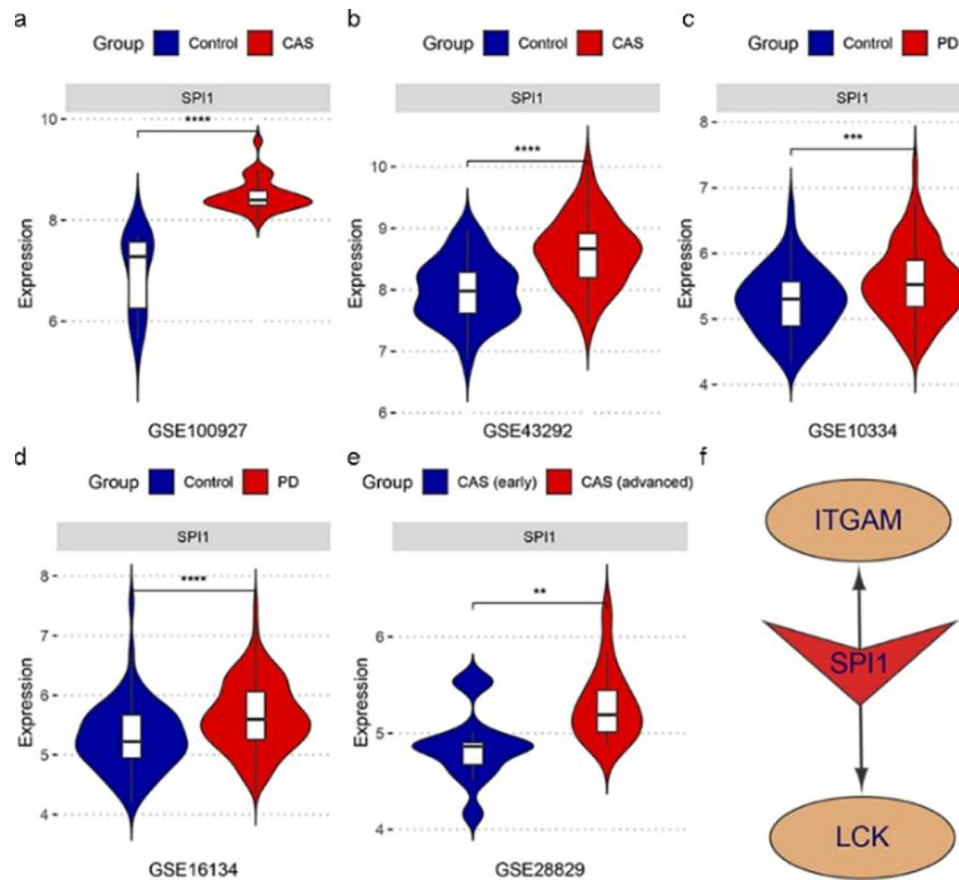 a
Group Control CAS
SPI1
10
8
6
****
Expression
GSE100927
b
Group Control CAS
SPI1
10
9
8
7
6
****
Expression
GSE43292
c
Group Control PD
SPI1
8
7
6
5
4
***
Expression
GSE10334
d
Group Control PD
SPI1
8
7
6
5
4
****
Expression
GSE16134
e
Group CAS (early) CAS (advanced)
SPI1
6
5
4
**
Expression
GSE28829
f
ITGAM
SPI1
LCK